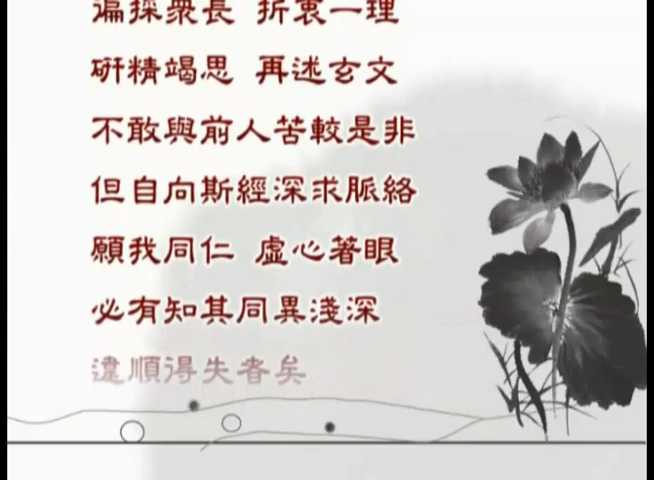 徧採衆長 折衷一理
研精竭思 再述玄文
不敢與前人苦較是非
但自向斯經深求脈絡
願我同仁 虛心著眼
必有知其同異淺深
違順得失者矣